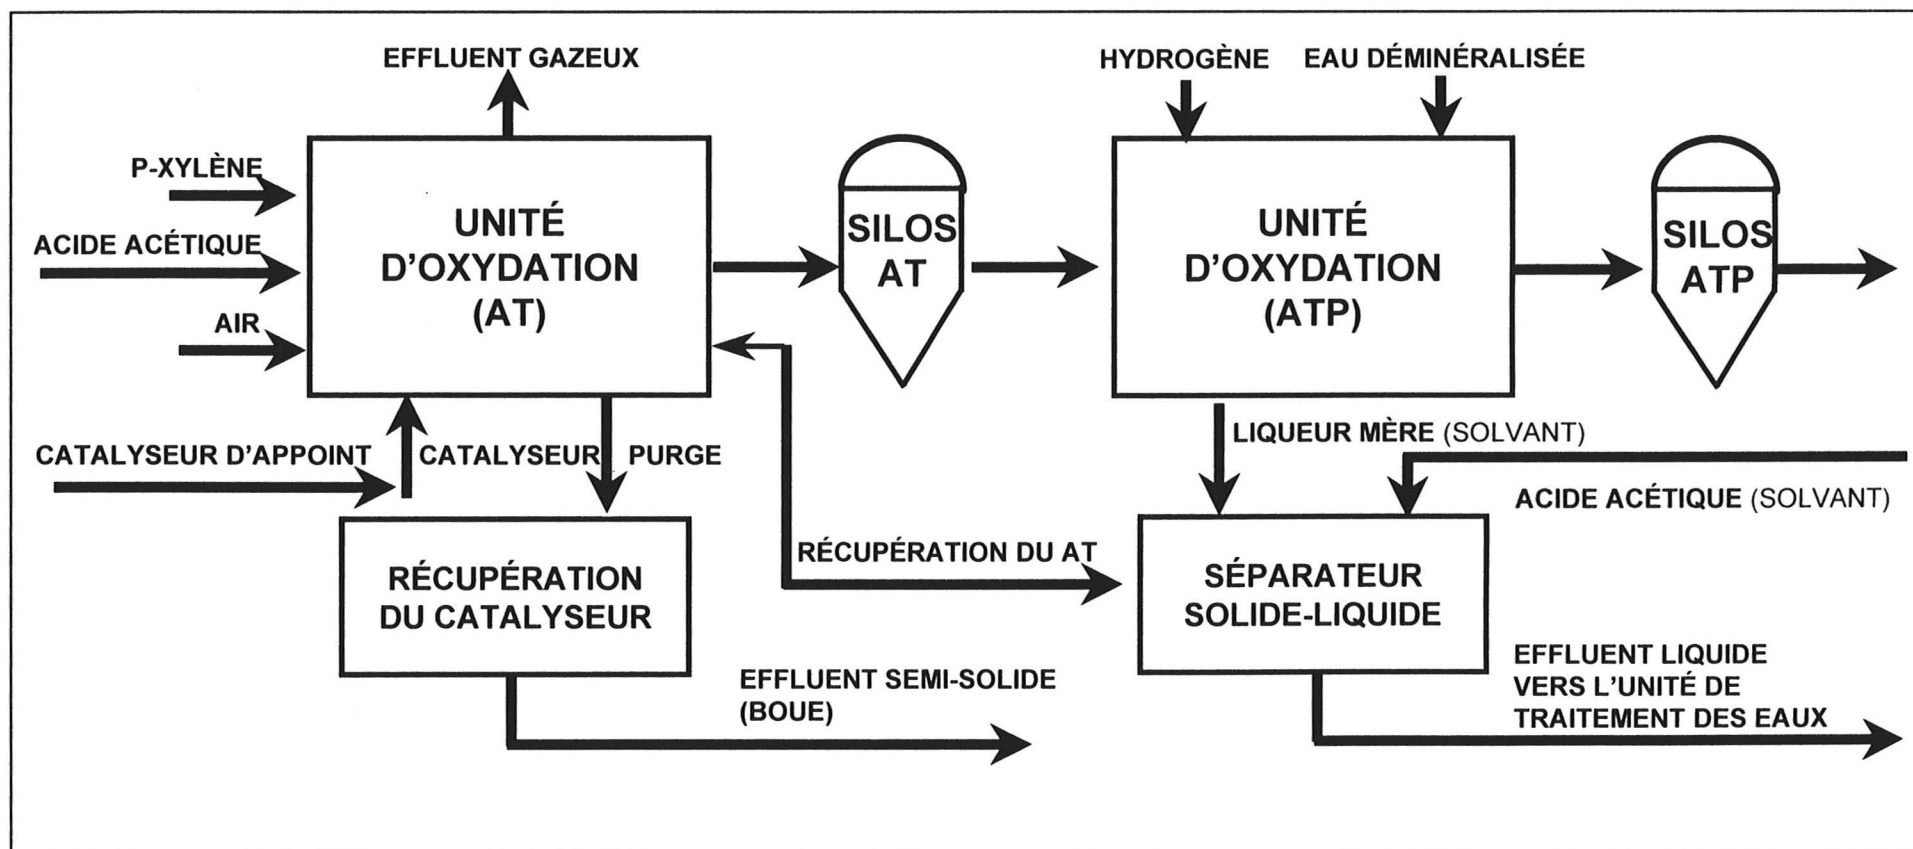 EFFLUENT GAZEUX
HYDROGÈNE
EAU DÉMINÉRALISÉE
P-XYLÈNE
ACIDE ACÉTIQUE
AIR
UNITÉ
D'OXYDATION
(AT)
SILOS
AT
UNITÉ
D'OXYDATION
(ATP)
SILOS
ATP
CATALYSEUR D'APPOINT
CATALYSEUR
PURGE
LIQUEUR MÈRE (SOLVANT)
ACIDE ACÉTIQUE (SOLVANT)
RÉCUPÉRATION
DU CATALYSEUR
RÉCUPÉRATION DU AT
SÉPARATEUR
SOLIDE-LIQUIDE
EFFLUENT SEMI-SOLIDE
(BOUE)
EFFLUENT LIQUIDE
VERS L'UNITÉ DE
TRAITEMENT DES EAUX